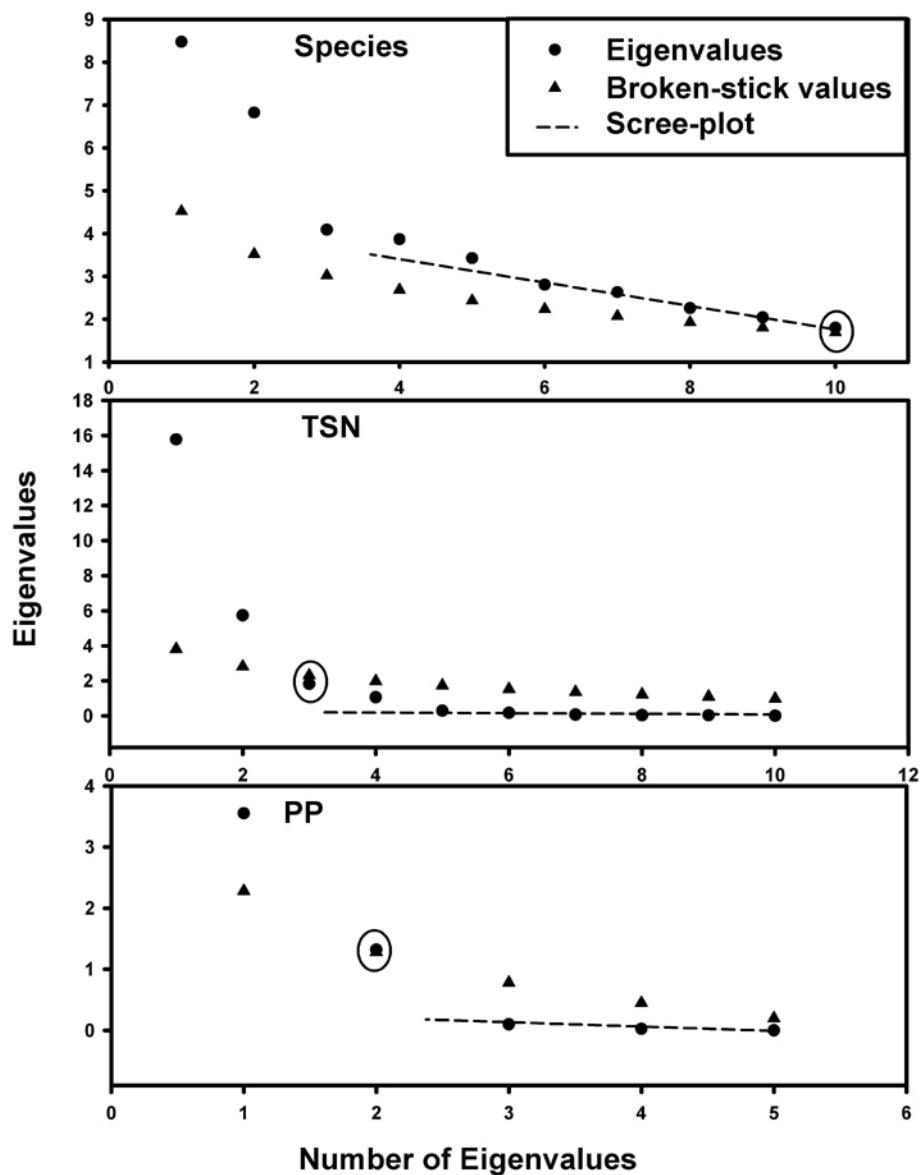 9
8
7
6
5
4
3
2
1
Species
Eigenvalues
Broken-stick values
Scree-plot
0 2 4 6 8 10
18
16
14
12
10
8
6
4
2
0
TSN
Eigenvalues
0 2 4 6 8 10 12
4
3
2
1
0
PP
0 1 2 3 4 5 6
Number of Eigenvalues